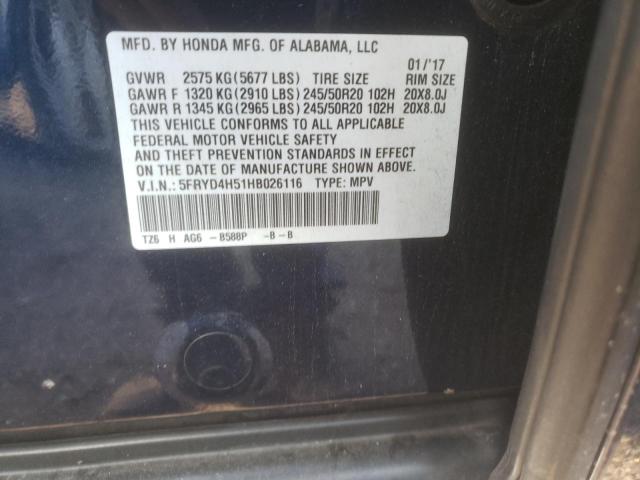 MFD. BY HONDA MFG. OF ALABAMA, LLC
01/'17
GVWR 2575 KG(5677 LBS) TIRE SIZE RIM SIZE
GAWR F 1320 KG(2910 LBS) 245/50R20 102H 20X8.0J
GAWR R 1345 KG(2965 LBS) 245/50R20 102H 20X8.0J
THIS VEHICLE CONFORMS TO ALL APPLICABLE
FEDERAL MOTOR VEHICLE SAFETY
AND THEFT PREVENTION STANDARDS IN EFFECT
ON THE DATE OF MANUFACTURE SHOWN ABOVE.
V.I.N.: 5FRYD4H51HB026116 TYPE: MPV
TZ6 H AG6 -B588P -B-B